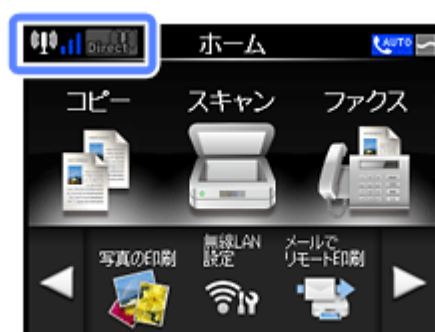 Direct
ホーム
AUTO
コピー スキャン ファクス
写真の印刷
無線LAN
設定
メールで
リモート印刷